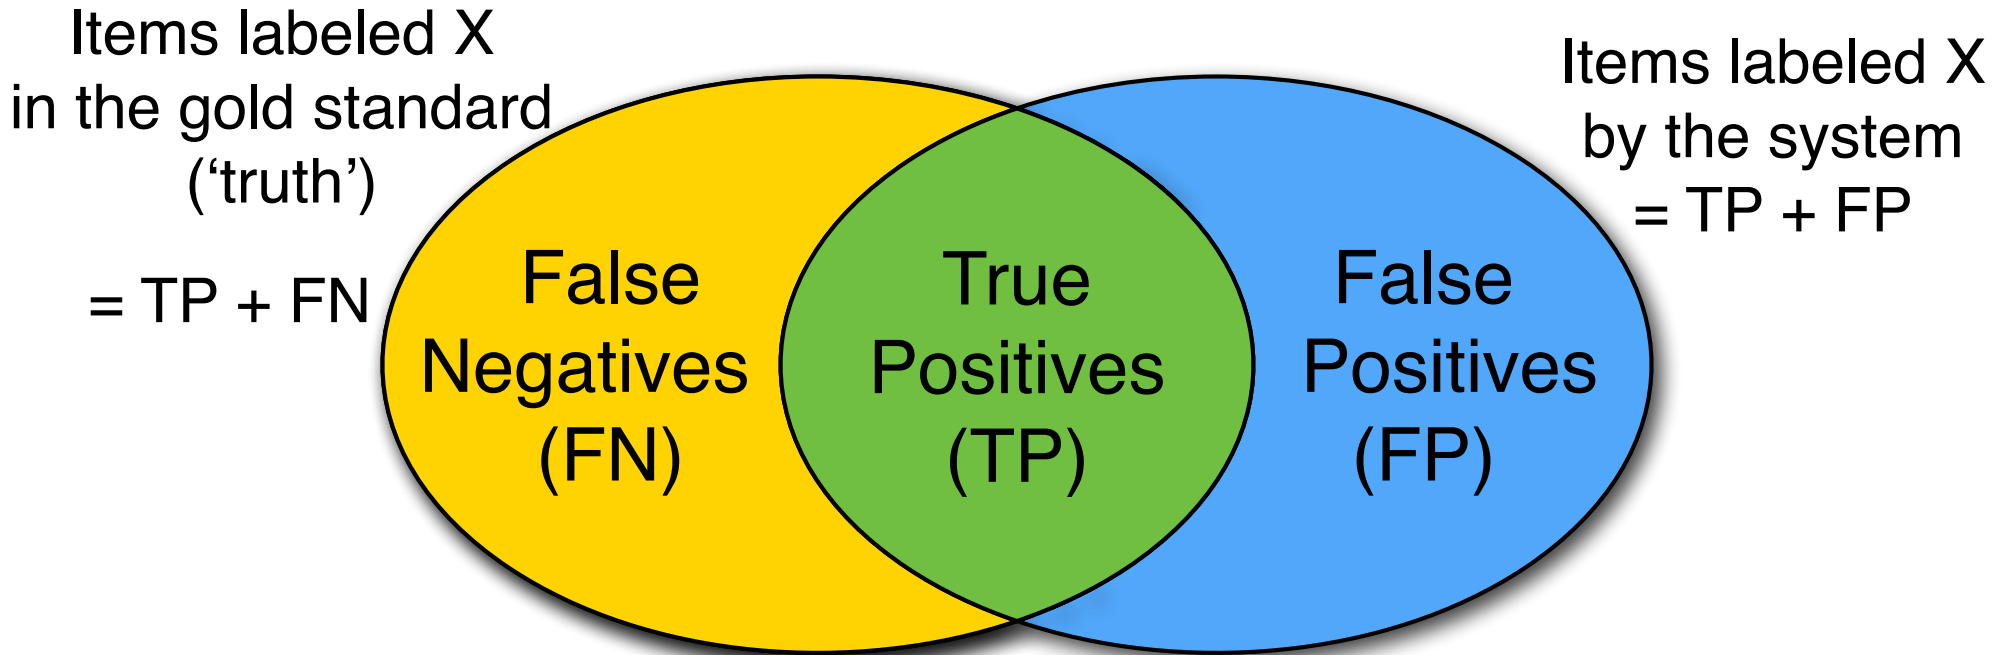 Items labeled X
in the gold standard
(‘truth’)
= TP + FN
False
Negatives
(FN)
True
Positives
(TP)
False
Positives
(FP)
Items labeled X
by the system
= TP + FP